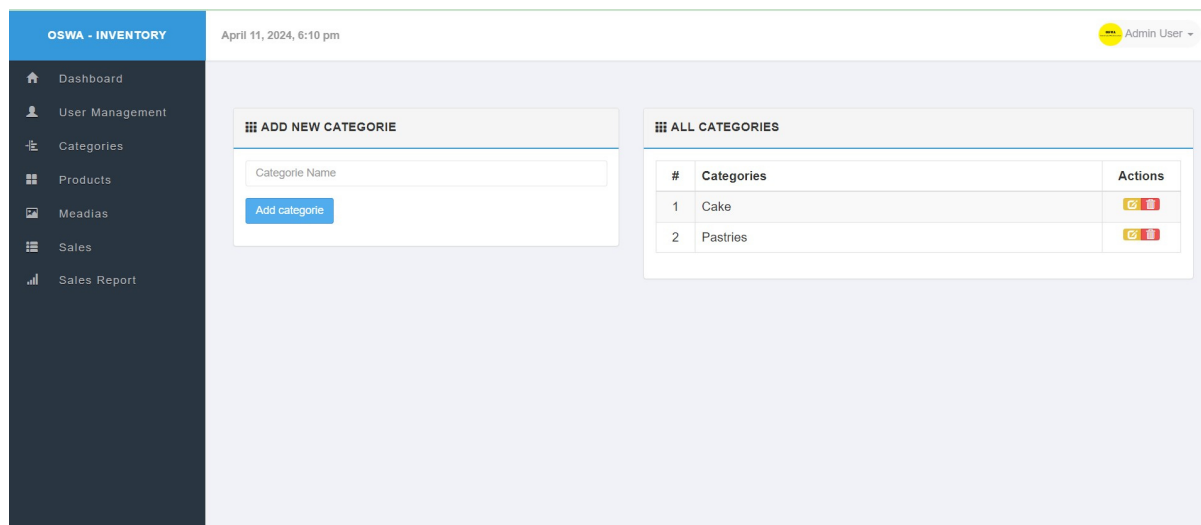 OSWA - INVENTORY
April 11, 2024, 6:10 pm
Admin User
Dashboard
User Management
Categories
Products
Meadias
Sales
Sales Report
ADD NEW CATEGORIE
Categorie Name
Add categorie
ALL CATEGORIES
# Categories Actions
1 Cake
2 Pastries